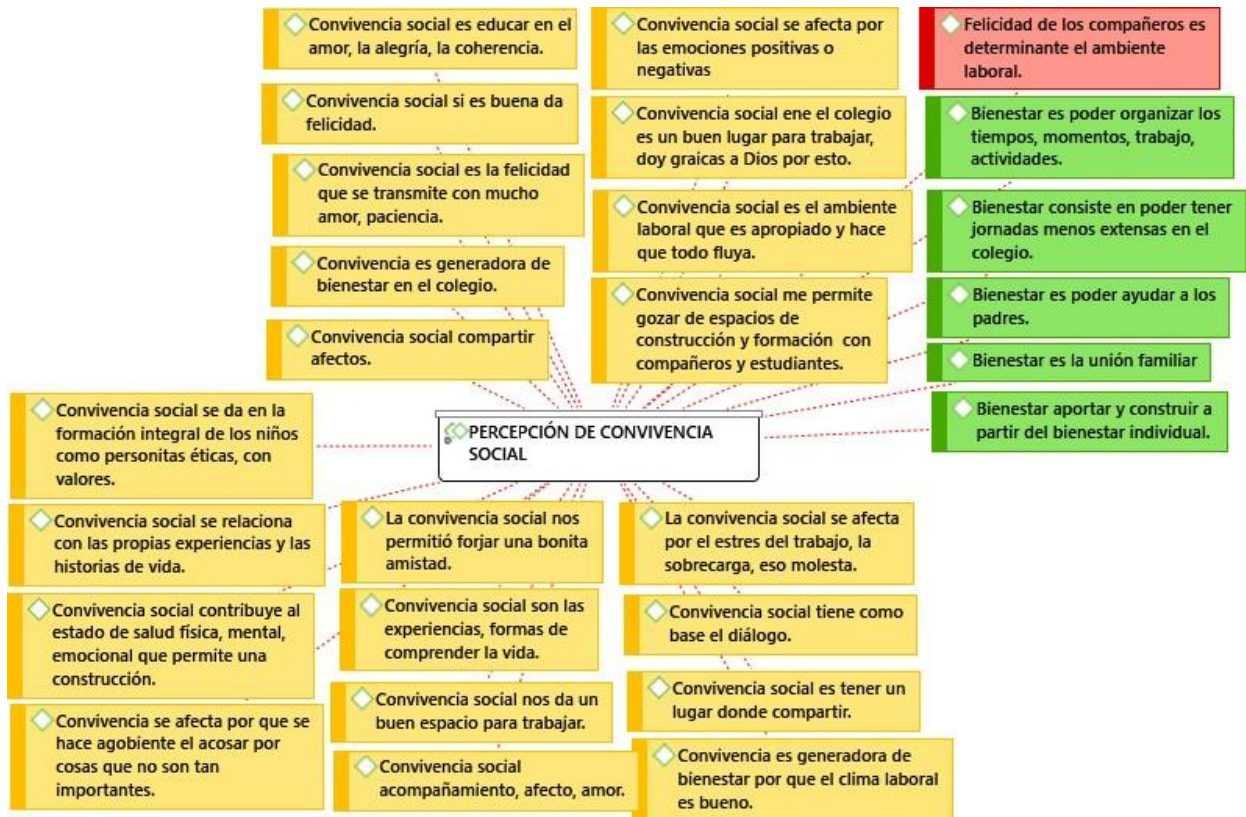 Convivencia social es educar en el
amor, la alegría, la coherencia.
Convivencia social si es buena da
felicidad.
Convivencia social es la felicidad
que se transmite con mucho
amor, paciencia.
Convivencia es generadora de
bienestar en el colegio.
Convivencia social compartir
afectos.
Convivencia social se afecta por
las emociones positivas o
negativas
Convivencia social ene el colegio
es un buen lugar para trabajar,
doy graicas a Dios por esto.
Convivencia social es el ambiente
laboral que es apropiado y hace
que todo fluya.
Convivencia social me permite
gozar de espacios de
construcción y formación con
compañeros y estudiantes.
Felicidad de los compañeros es
determinante el ambiente
laboral.
Bienestar es poder organizar los
tiempos, momentos, trabajo,
actividades.
Bienestar consiste en poder tener
jornadas menos extensas en el
colegio.
Bienestar es poder ayudar a los
padres.
Bienestar es la unión familiar
Bienestar aportar y construir a
partir del bienestar individual.
PERCEPCIÓN DE CONVIVENCIA
SOCIAL
Convivencia social se da en la
formación integral de los niños
como personitas éticas, con
valores.
Convivencia social se relaciona
con las propias experiencias y las
historias de vida.
Convivencia social contribuye al
estado de salud física, mental,
emocional que permite una
construcción.
Convivencia se afecta por que se
hace agobiente el acosar por
cosas que no son tan
importantes.
La convivencia social nos
permitió forjar una bonita
amistad.
Convivencia social son las
experiencias, formas de
comprender la vida.
Convivencia social nos da un
buen espacio para trabajar.
Convivencia social
acompañamiento, afecto, amor.
La convivencia social se afecta
por el estres del trabajo, la
sobrecarga, eso molesta.
Convivencia social tiene como
base el diálogo.
Convivencia social es tener un
lugar donde compartir.
Convivencia es generadora de
bienestar por que el clima laboral
es bueno.